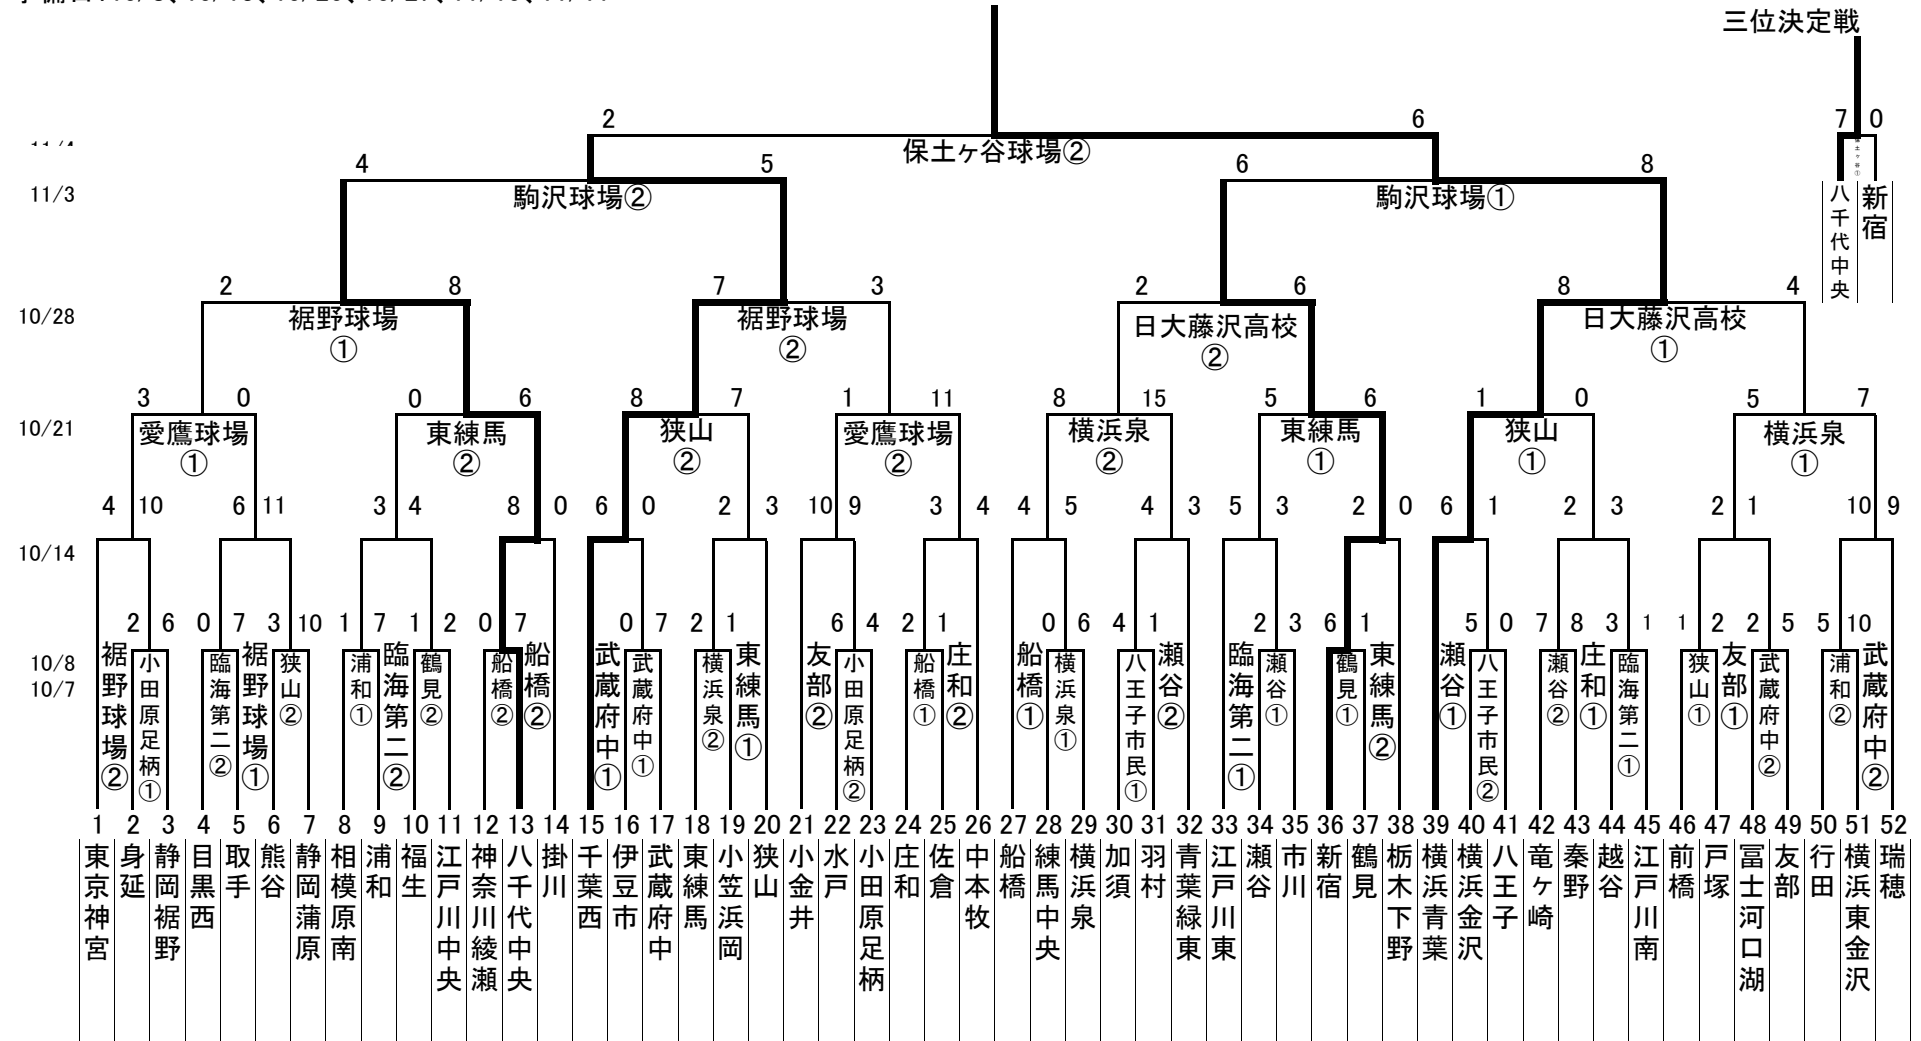 三位決定戦
2 6 7 0
保土ヶ谷球場②
4 5 6 8
11/3 駒沢球場② 駒沢球場①
八千代中央
新宿
2 8 7 3 2 6 8 4
10/28 裾野球場① 裾野球場② 日大藤沢高校② 日大藤沢高校①
3 0 0 6 8 7 1 11 8 15 5 6 1 0 5 7
10/21 愛鷹球場① 東練馬② 狭山② 愛鷹球場② 横浜泉② 東練馬① 狭山① 横浜泉①
4 10 6 11 3 4 8 0 6 0 2 3 10 9 3 4 4 5 4 3 5 3 2 0 6 1 2 3 2 1 10 9
10/14
2 6 0 7 3 10 1 7 1 2 0 7 0 7 2 1 6 4 2 1 0 6 4 1 2 3 6 1 5 0 7 8 3 1 1 2 2 5 5 10
10/8
10/7
裾野球場② 小田原足柄① 臨海第二② 裾野球場① 狭山② 浦和① 臨海第二② 鶴見② 船橋② 船橋② 武蔵府中① 武蔵府中① 横浜泉② 東練馬① 友部② 小田原足柄② 船橋① 庄和② 船橋① 横浜泉① 八王子市民① 瀬谷② 臨海第二① 瀬谷① 鶴見① 東練馬② 瀬谷① 八王子市民② 瀬谷② 庄和① 臨海第二① 狭山① 友部① 武蔵府中② 浦和② 武蔵府中②
1 2 3 4 5 6 7 8 9 10 11 12 13 14 15 16 17 18 19 20 21 22 23 24 25 26 27 28 29 30 31 32 33 34 35 36 37 38 39 40 41 42 43 44 45 46 47 48 49 50 51 52
東京神宮
身延
静岡裾野
目黒西
取手
熊谷
静岡蒲原
相模原南
浦和
福生
江戸川中央
神奈川綾瀬
八千代中央
掛川
千葉西
伊豆市
武蔵府中
東練馬
小笠浜岡
狭山
小金井
水戸
小田原足柄
庄和
佐倉
中本牧
船橋
練馬中央
横浜泉
加須
羽村
青葉緑東
江戸川東
瀬谷
市川
新宿
鶴見
栃木下野
横浜青葉
横浜金沢
八王子
竜ヶ崎
秦野
越谷
江戸川南
前橋
戸塚
冨士河口湖
友部
行田
横浜東金沢
瑞穂